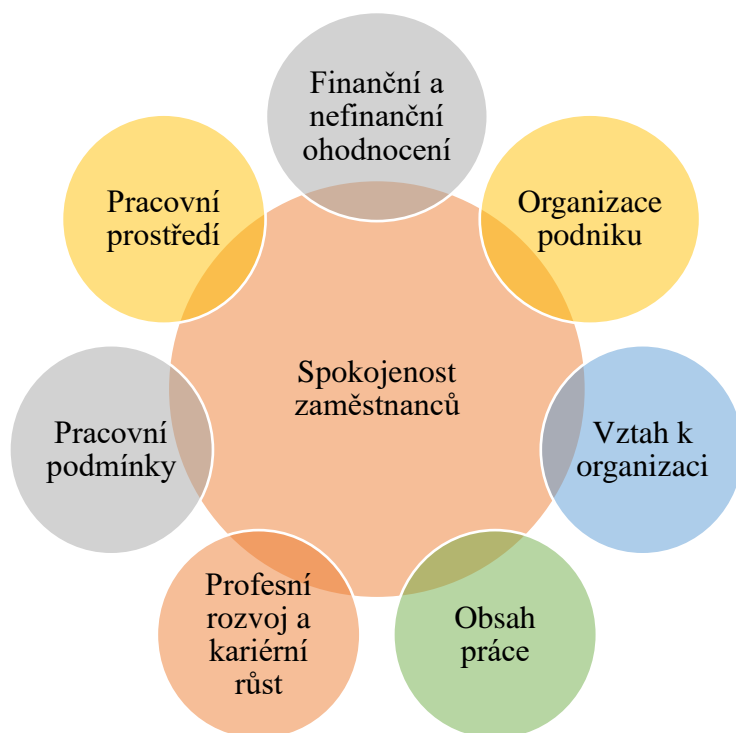 Finanční a
nefinanční
ohodnocení
Organizace
podniku
Vztah k
organizaci
Obsah
práce
Profesní
rozvoj a
kariérní
růst
Pracovní
podmínky
Pracovní
prostředí
Spokojenost
zaměstnanců